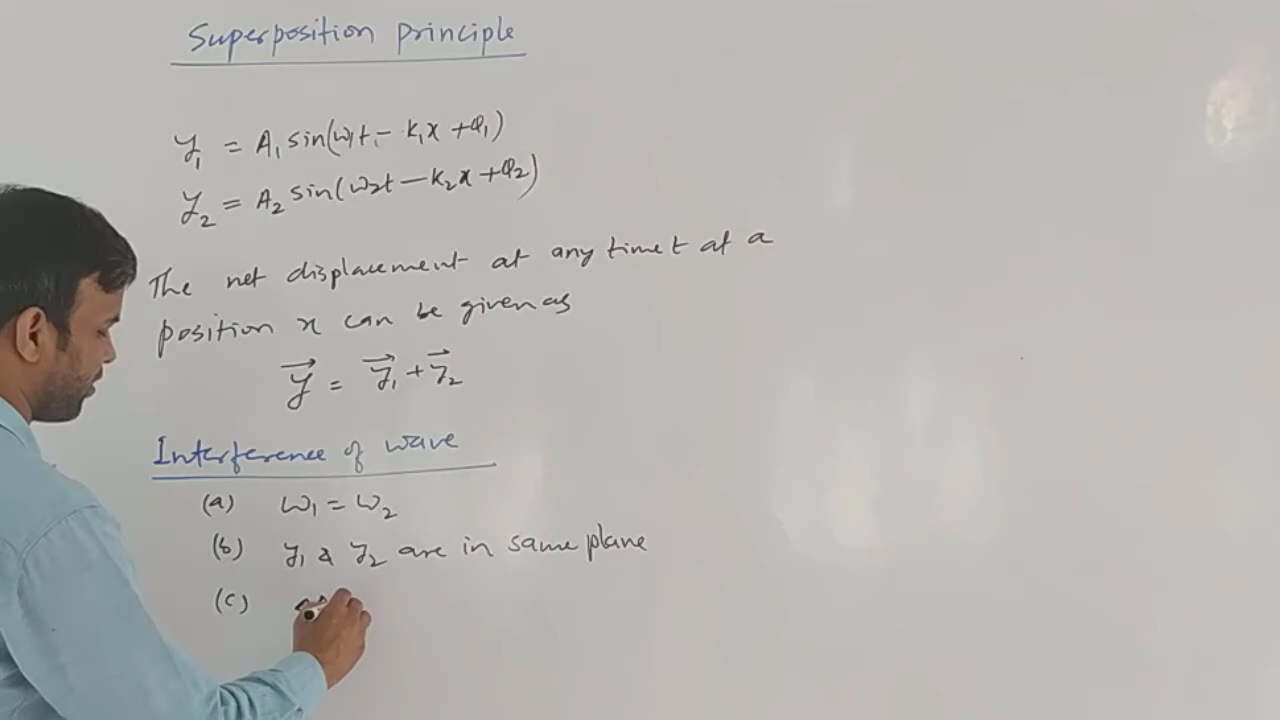 Superposition principle
y₁ = A₁ sin(ω₁t - k₁x + φ₁)
y₂ = A₂ sin(ω₂t - k₂x + φ₂)
The net displacement at any time t at a
position x can be given as
y⃗ = y⃗₁ + y⃗₂
Interference of wave
(a) ω₁ = ω₂
(b) y₁ & y₂ are in same plane
(c)